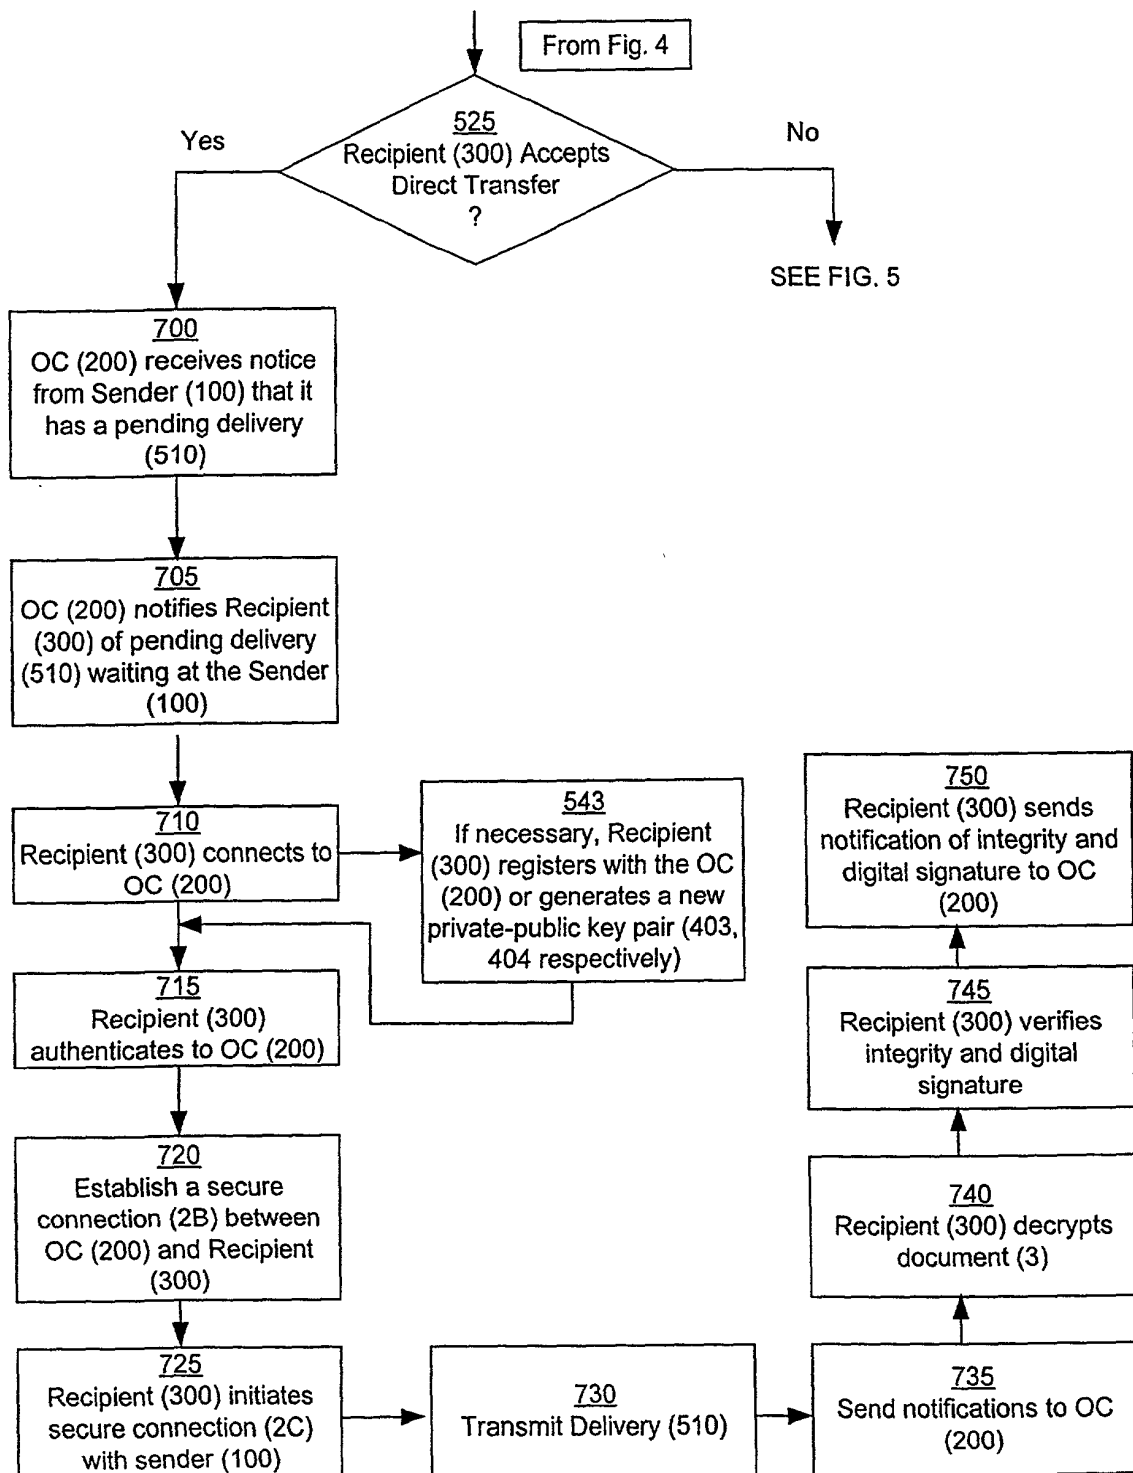 From Fig. 4
525
Recipient (300) Accepts
Direct Transfer
?
Yes
No
SEE FIG. 5
700
OC (200) receives notice
from Sender (100) that it
has a pending delivery
(510)
705
OC (200) notifies Recipient
(300) of pending delivery
(510) waiting at the Sender
(100)
710
Recipient (300) connects to
OC (200)
543
If necessary, Recipient
(300) registers with the OC
(200) or generates a new
private-public key pair (403,
404 respectively)
715
Recipient (300)
authenticates to OC (200)
720
Establish a secure
connection (2B) between
OC (200) and Recipient
(300)
725
Recipient (300) initiates
secure connection (2C)
with sender (100)
730
Transmit Delivery (510)
735
Send notifications to OC
(200)
740
Recipient (300) decrypts
document (3)
745
Recipient (300) verifies
integrity and digital
signature
750
Recipient (300) sends
notification of integrity and
digital signature to OC
(200)